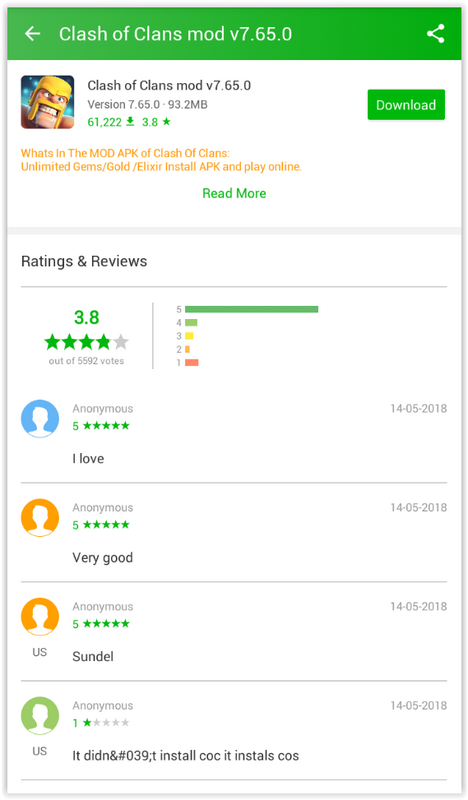 Clash of Clans mod v7.65.0
Clash of Clans mod v7.65.0
Version 7.65.0 · 93.2MB
61,222 3.8 ★
Download
Whats In The MOD APK of Clash Of Clans:
Unlimited Gems/Gold /Elixir Install APK and play online.
Read More
Ratings & Reviews
3.8
out of 5592 votes
5
4
3
2
1
Anonymous 14-05-2018
5 ★★★★★
I love
Anonymous 14-05-2018
5 ★★★★★
Very good
Anonymous 14-05-2018
5 ★★★★★
US
Sundel
Anonymous 14-05-2018
1 ★★★★★
US
It didn&#039;t install coc it instals cos